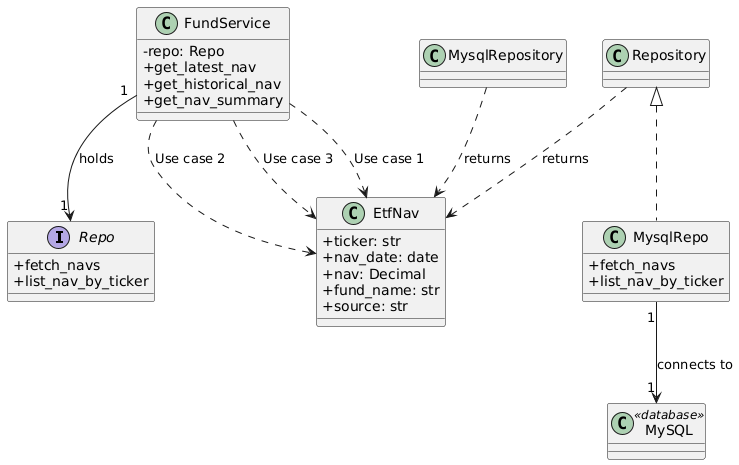 C FundService
-repo: Repo
+get_latest_nav
+get_historical_nav
+get_nav_summary
C MysqlRepository
C Repository
1
holds
1
Use case 2
Use case 3
Use case 1
returns
returns
I Repo
+fetch_navs
+list_nav_by_ticker
C EtfNav
+ticker: str
+nav_date: date
+nav: Decimal
+fund_name: str
+source: str
C MysqlRepo
+fetch_navs
+list_nav_by_ticker
1
connects to
1
C «database»
MySQL